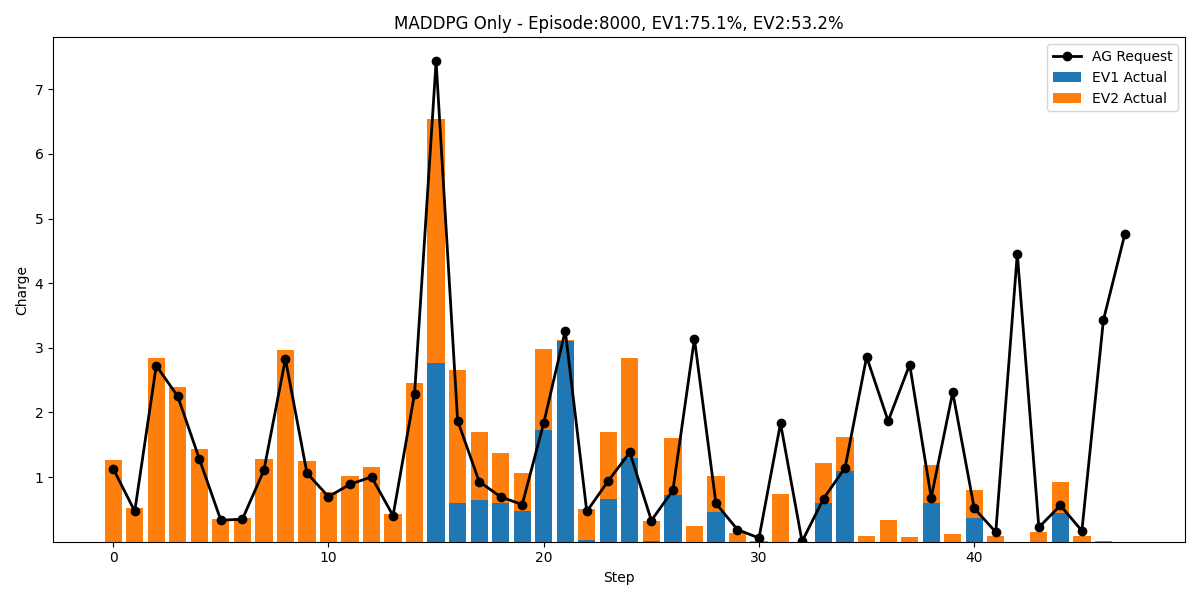 MADDPG Only - Episode:8000, EV1:75.1%, EV2:53.2%
AG Request
EV1 Actual
EV2 Actual
Charge
7
6
5
4
3
2
1
0
10
20
30
40
Step